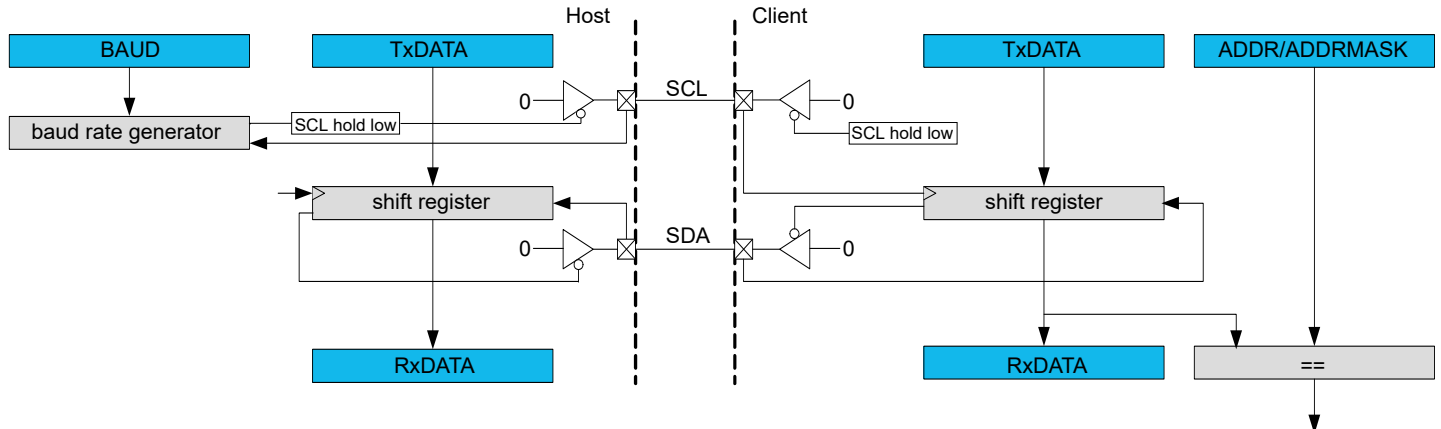 Host
Client
BAUD
TxDATA
TxDATA
ADDR/ADDRMASK
0
SCL
0
baud rate generator
SCL hold low
SCL hold low
shift register
shift register
0
SDA
0
RxDATA
RxDATA
==